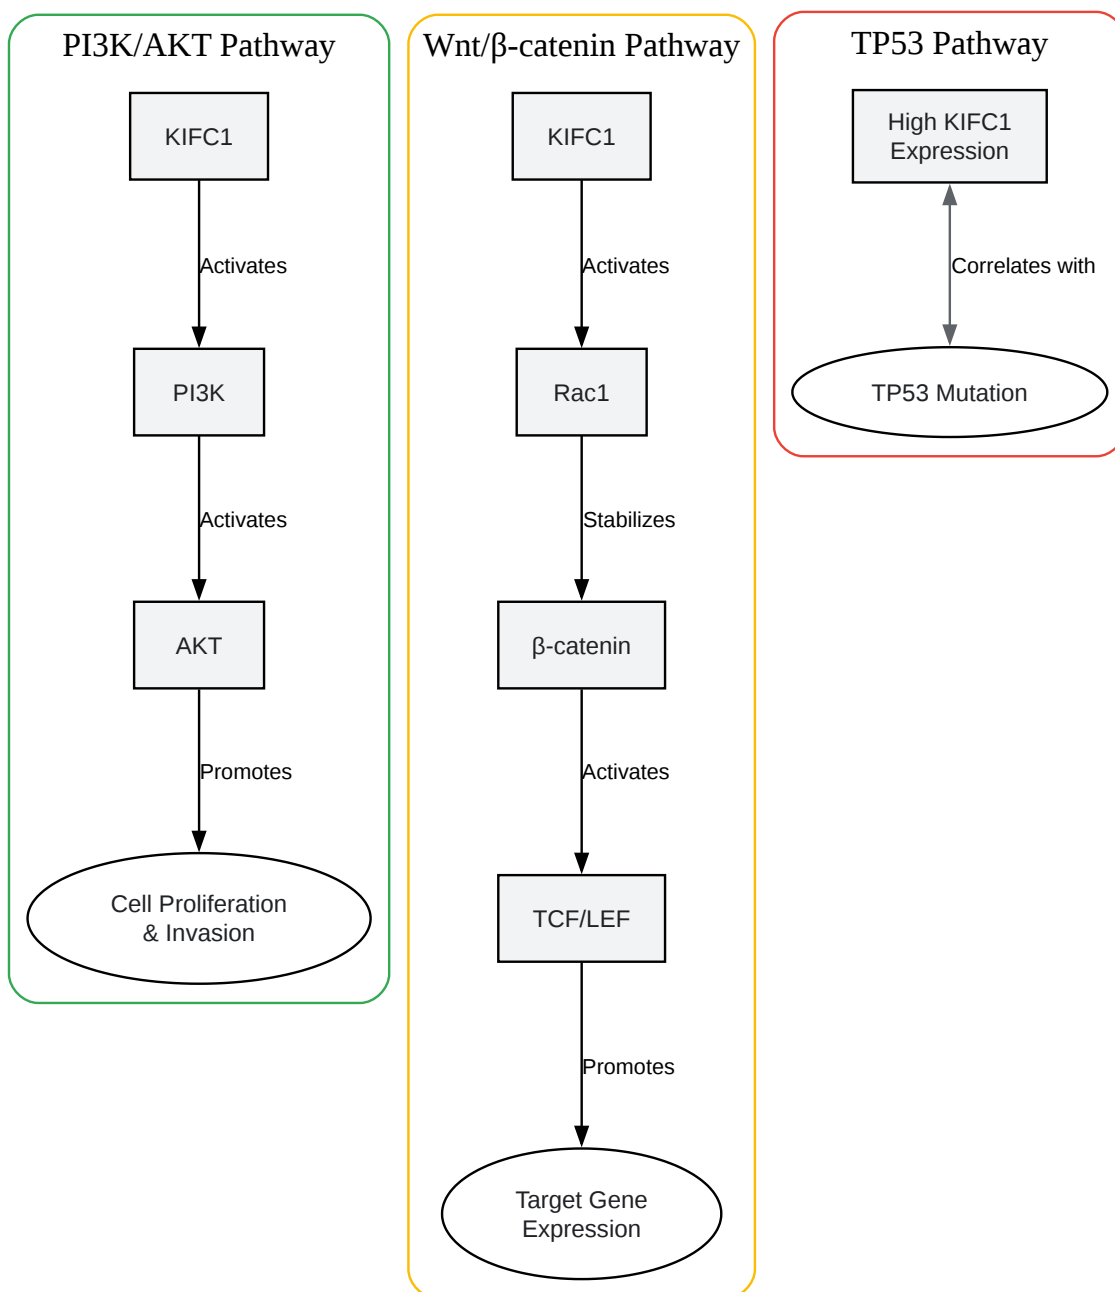 PI3K/AKT Pathway
KIFC1
Activates
PI3K
Activates
AKT
Promotes
Cell Proliferation
& Invasion
Wnt/β-catenin Pathway
KIFC1
Activates
Rac1
Stabilizes
β-catenin
Activates
TCF/LEF
Promotes
Target Gene
Expression
TP53 Pathway
High KIFC1
Expression
Correlates with
TP53 Mutation